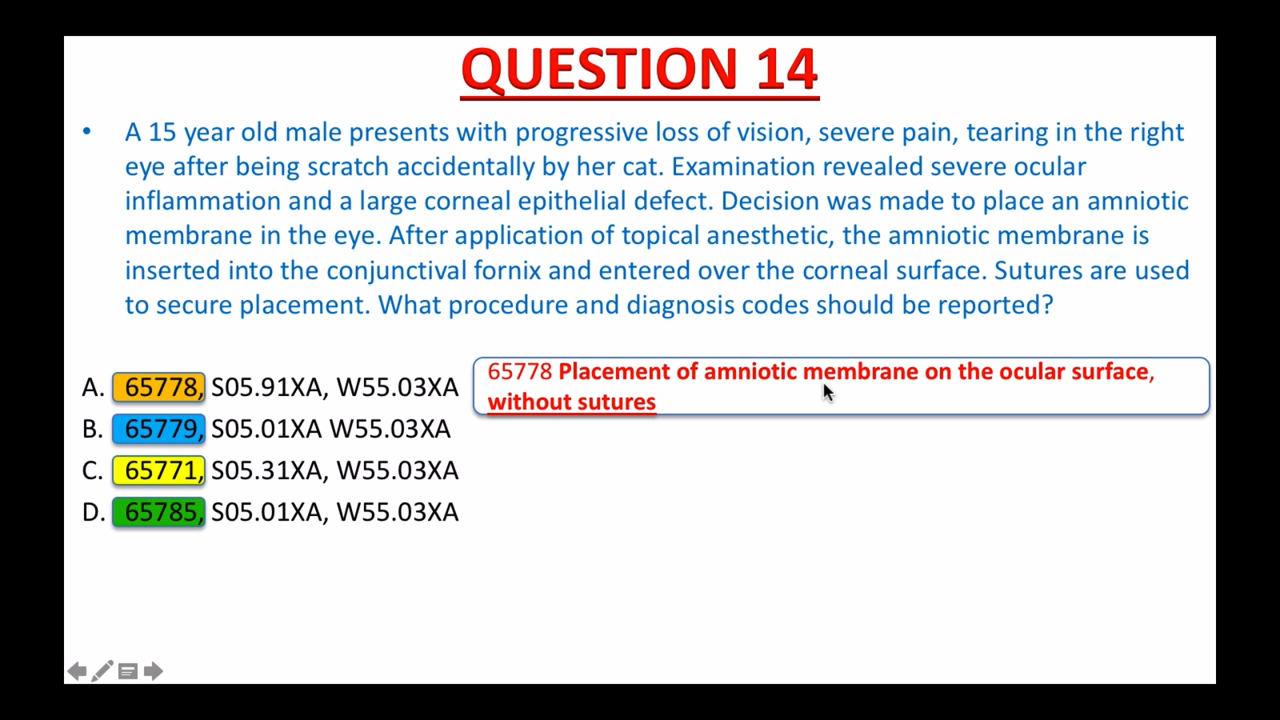 QUESTION 14
• A 15 year old male presents with progressive loss of vision, severe pain, tearing in the right
eye after being scratch accidentally by her cat. Examination revealed severe ocular
inflammation and a large corneal epithelial defect. Decision was made to place an amniotic
membrane in the eye. After application of topical anesthetic, the amniotic membrane is
inserted into the conjunctival fornix and entered over the corneal surface. Sutures are used
to secure placement. What procedure and diagnosis codes should be reported?
A. 65778, S05.91XA, W55.03XA
B. 65779, S05.01XA W55.03XA
C. 65771, S05.31XA, W55.03XA
D. 65785, S05.01XA, W55.03XA
65778 Placement of amniotic membrane on the ocular surface,
without sutures